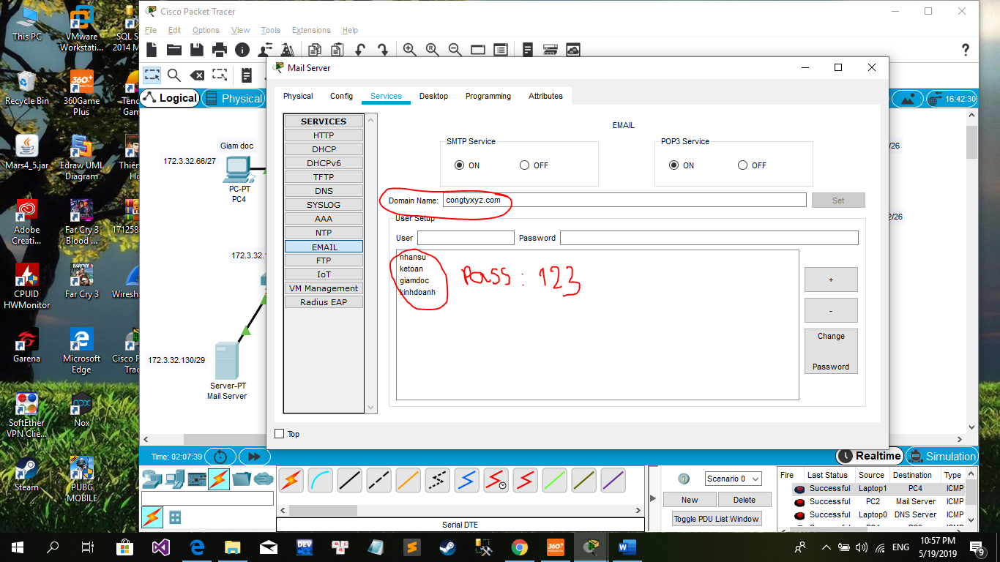 This PC
VMware Workstati...
SQL S
2014 M
Recycle Bin
360Game Plus
Tenc
Gam
Mars4_5.jar
Edraw UML Diagram
Thiên
Ho
Adobe Creati...
Far Cry 3 Blood ...
171258
CPUID HWMonitor
Far Cry 3
Wiresh
Garena
Microsoft Edge
Cisco P
Trac
SoftEther VPN Clie...
Nox
Steam
PUBG MOBILE
Cisco Packet Tracer
File Edit Options View Tools Extensions Help
Logical Physical
16:42:30
Giam doc
172.3.32.66/27
PC-PT
PC4
172.3.32.1
172.3.32.130/29
Server-PT
Mail Server
/26
2/26
Mail Server
Physical Config Services Desktop Programming Attributes
SERVICES
HTTP
DHCP
DHCPv6
TFTP
DNS
SYSLOG
AAA
NTP
EMAIL
FTP
IoT
VM Management
Radius EAP
EMAIL
SMTP Service
ON OFF
POP3 Service
ON OFF
Domain Name: congtyxyz.com Set
User Setup
User Password
nhansu
ketoan
giamdoc
kinhdoanh
Pass : 123
+
-
Change
Password
Top
Time: 02:07:39
Realtime Simulation
Serial DTE
Scenario 0
New Delete
Toggle PDU List Window
Fire Last Status Source Destination Type
Successful Laptop1 PC4 ICMP
Successful PC2 Mail Server ICMP
Successful Laptop0 DNS Server ICMP
ENG
10:57 PM
5/19/2019
9